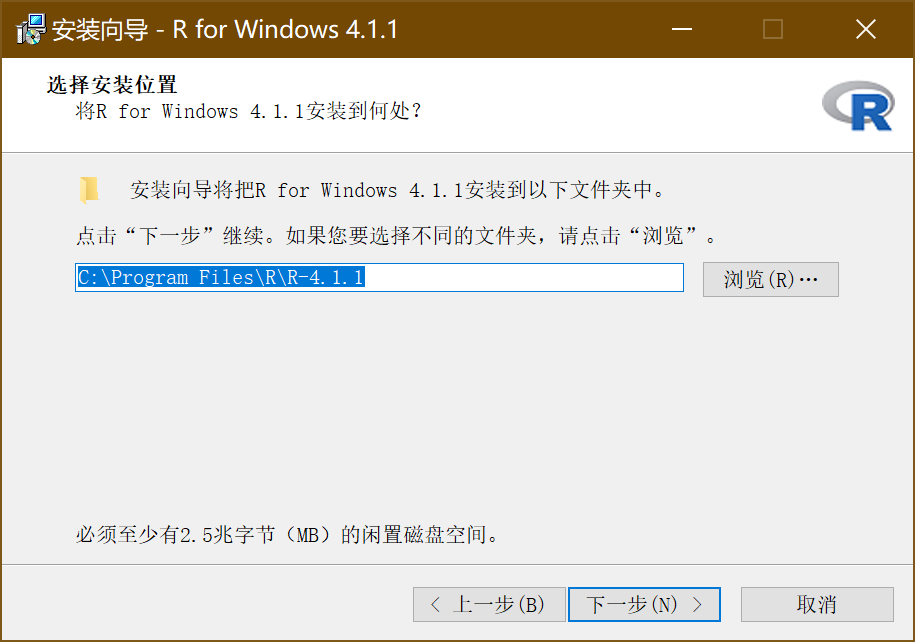 安装向导 - R for Windows 4.1.1
选择安装位置
将R for Windows 4.1.1安装到何处？
R
安装向导将把R for Windows 4.1.1安装到以下文件夹中。
点击“下一步”继续。如果您要选择不同的文件夹，请点击“浏览”。
C:\Program Files\R\R-4.1.1
浏览(R)…
必须至少有2.5兆字节（MB）的闲置磁盘空间。
< 上一步(B)
下一步(N) >
取消